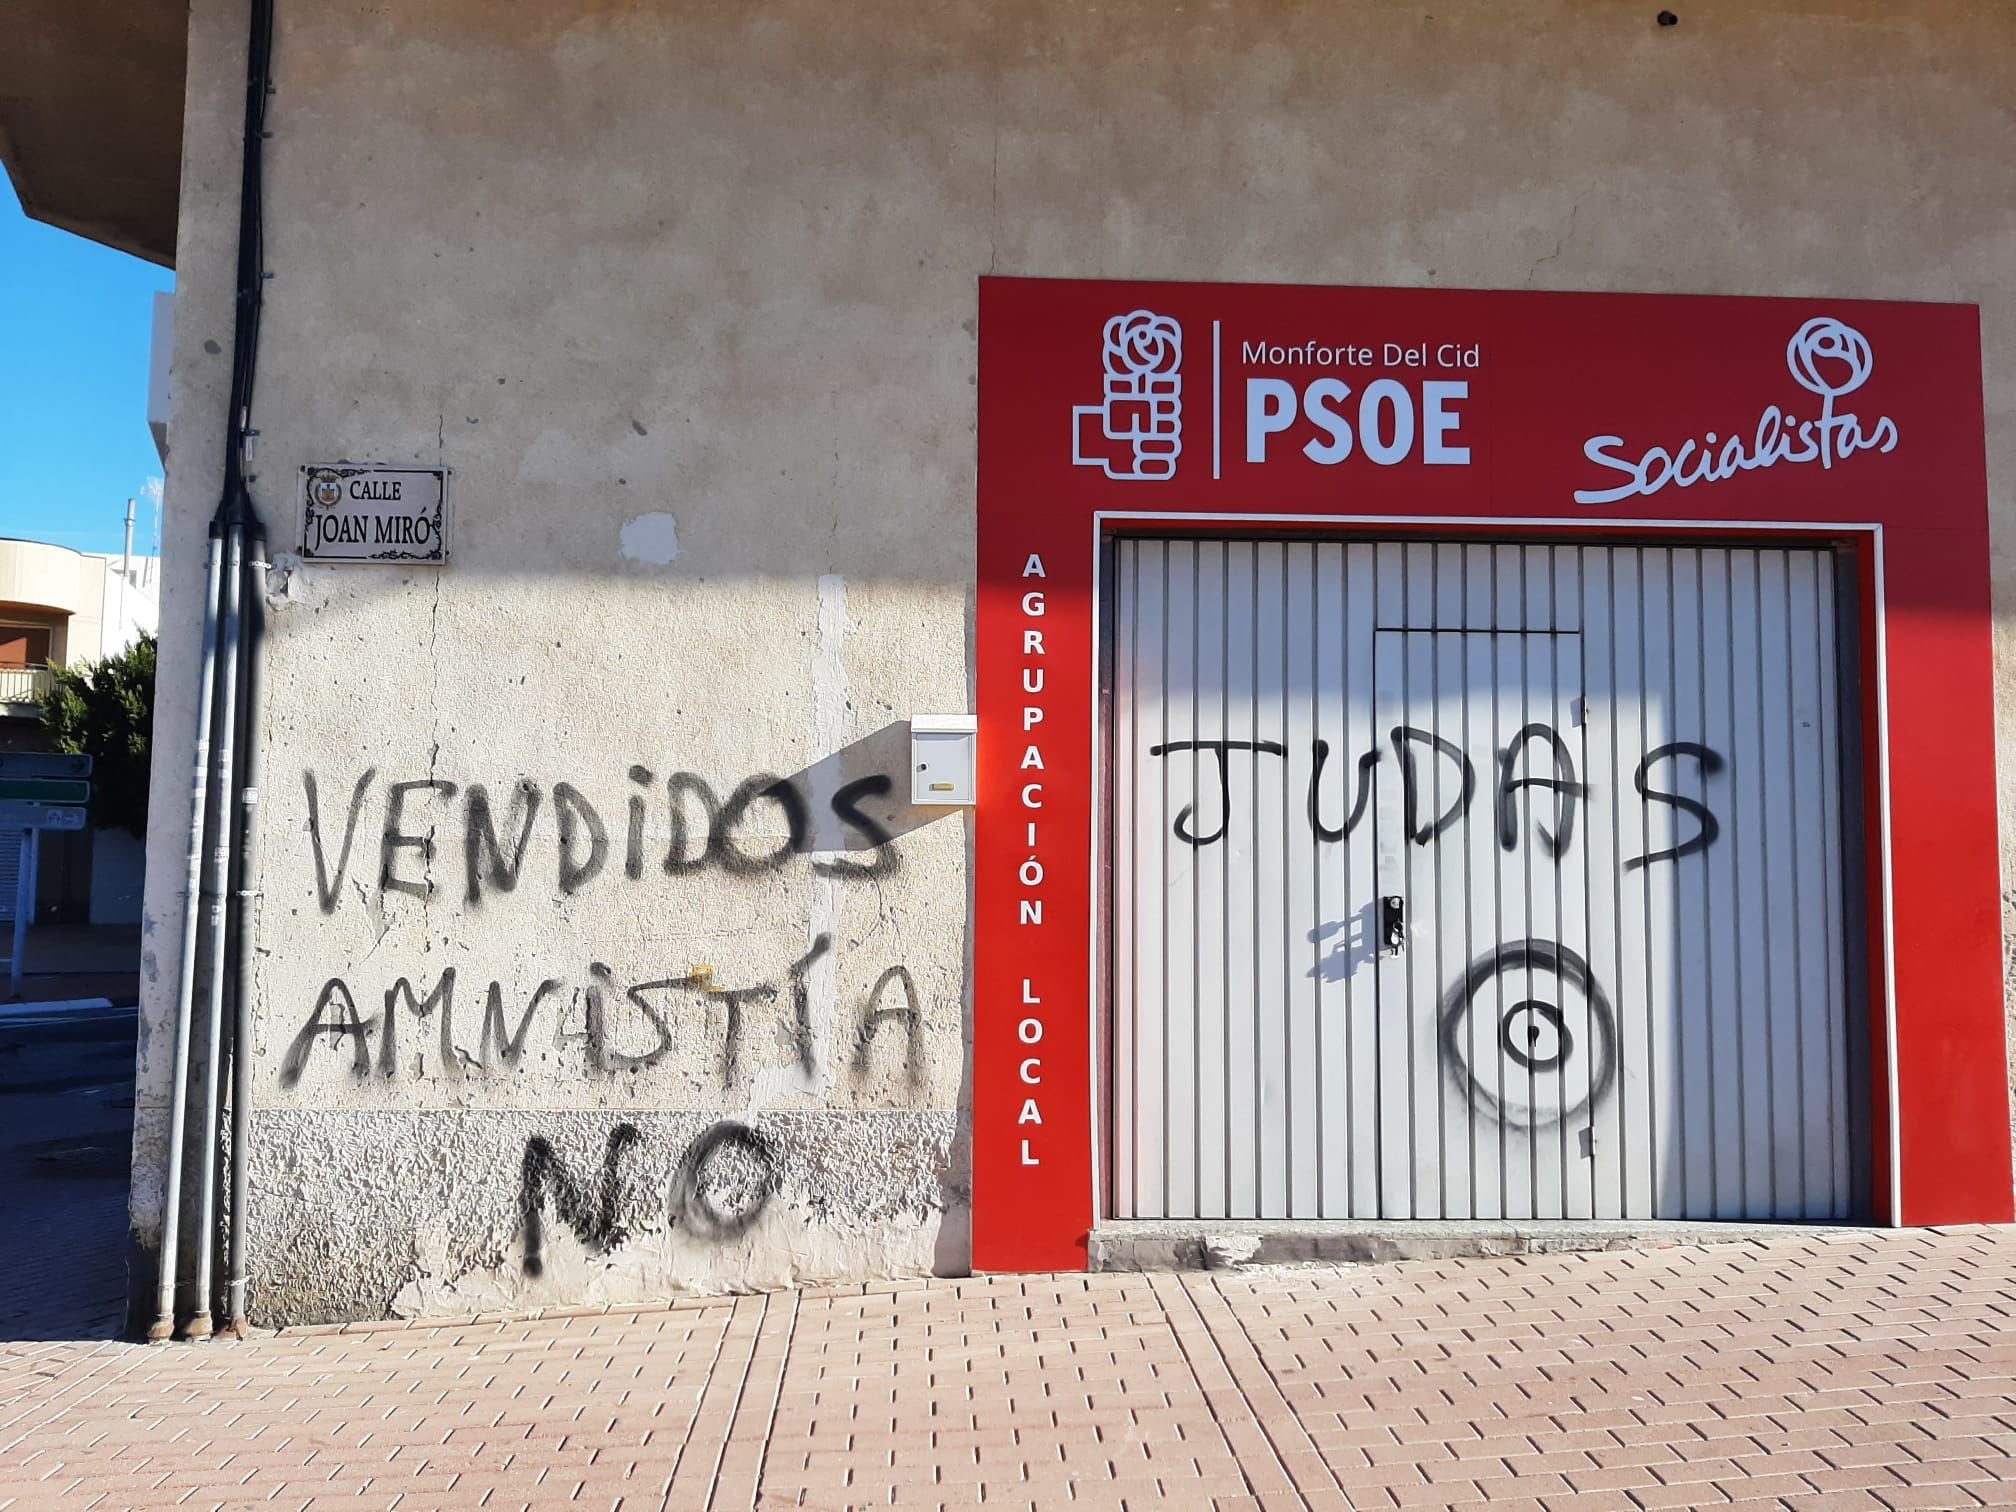 CALLE
JOAN MIRÓ
VENDiDOS
AMNiSTÍA
NO
Monforte Del Cid
PSOE
Socialistas
AGRUPACIÓN LOCAL
JUDA'S